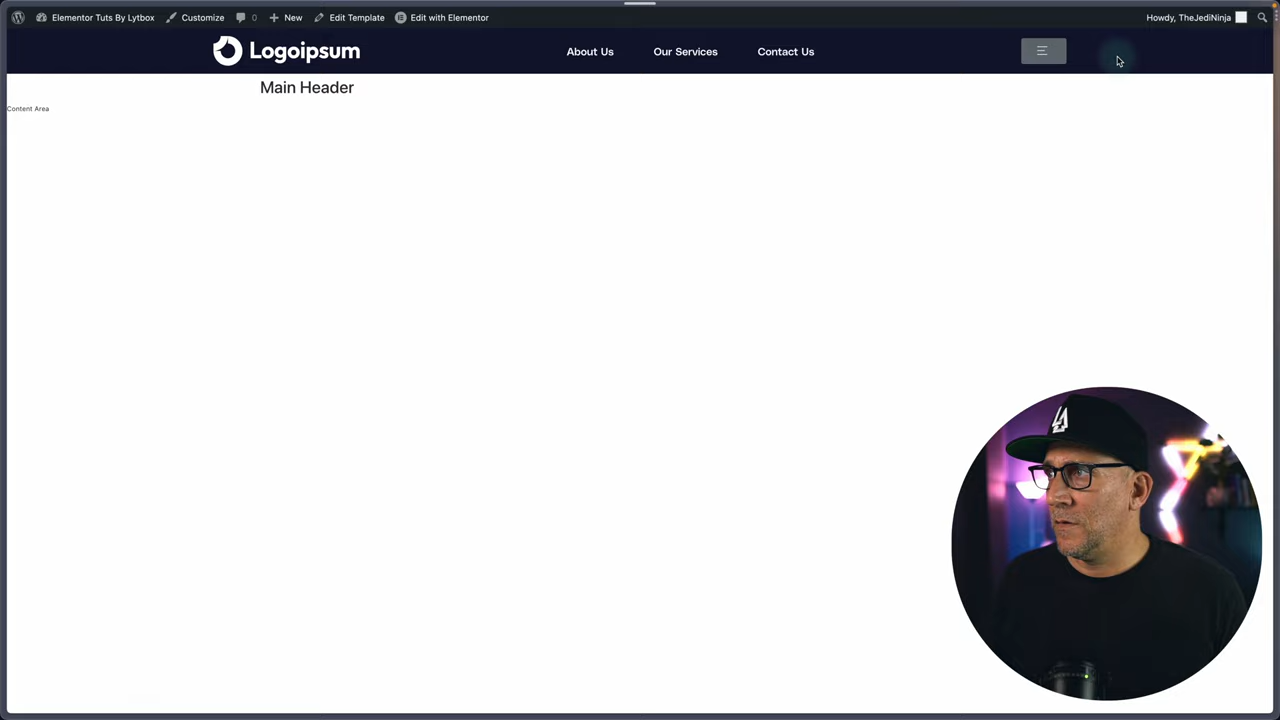 Elementor Tuts By Lytbox Customize 0 New Edit Template Edit with Elementor Howdy, TheJediNinja
Logoipsum About Us Our Services Contact Us
Main Header
Content Area